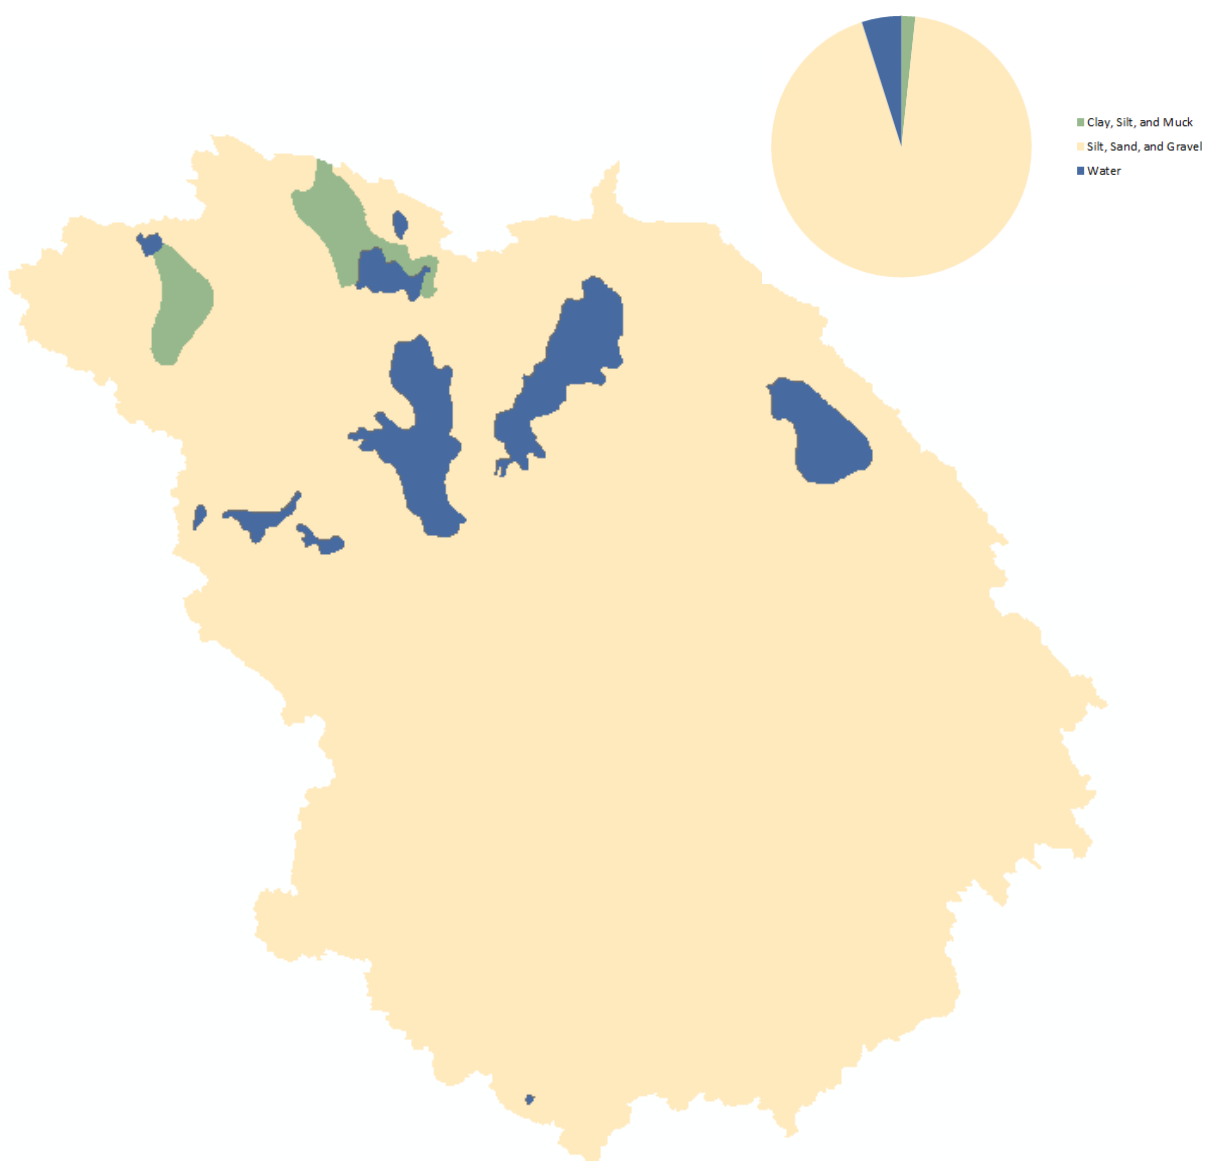 Clay, Silt, and Muck
Silt, Sand, and Gravel
Water